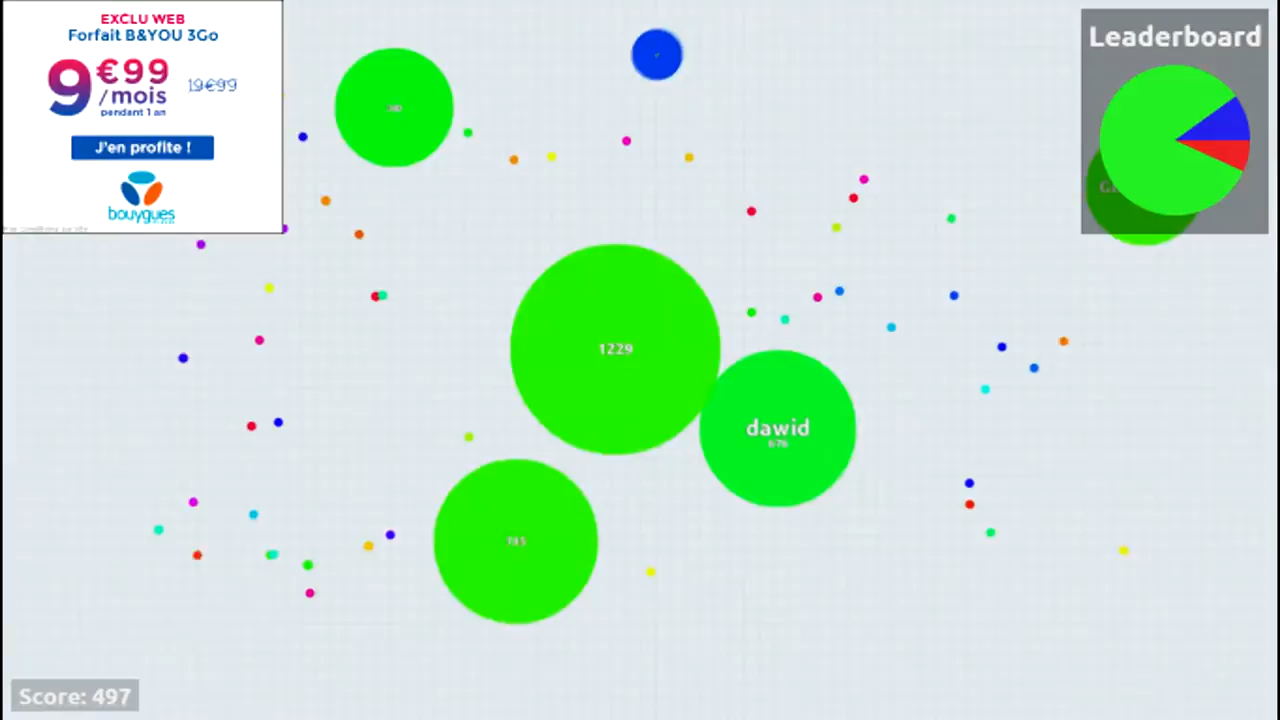 EXCLU WEB
Forfait B&YOU 3Go
9€99
/mois
19€99
pendant 1 an
J'en profite !
bouygues
Leaderboard
1229
dawid
676
Score: 497